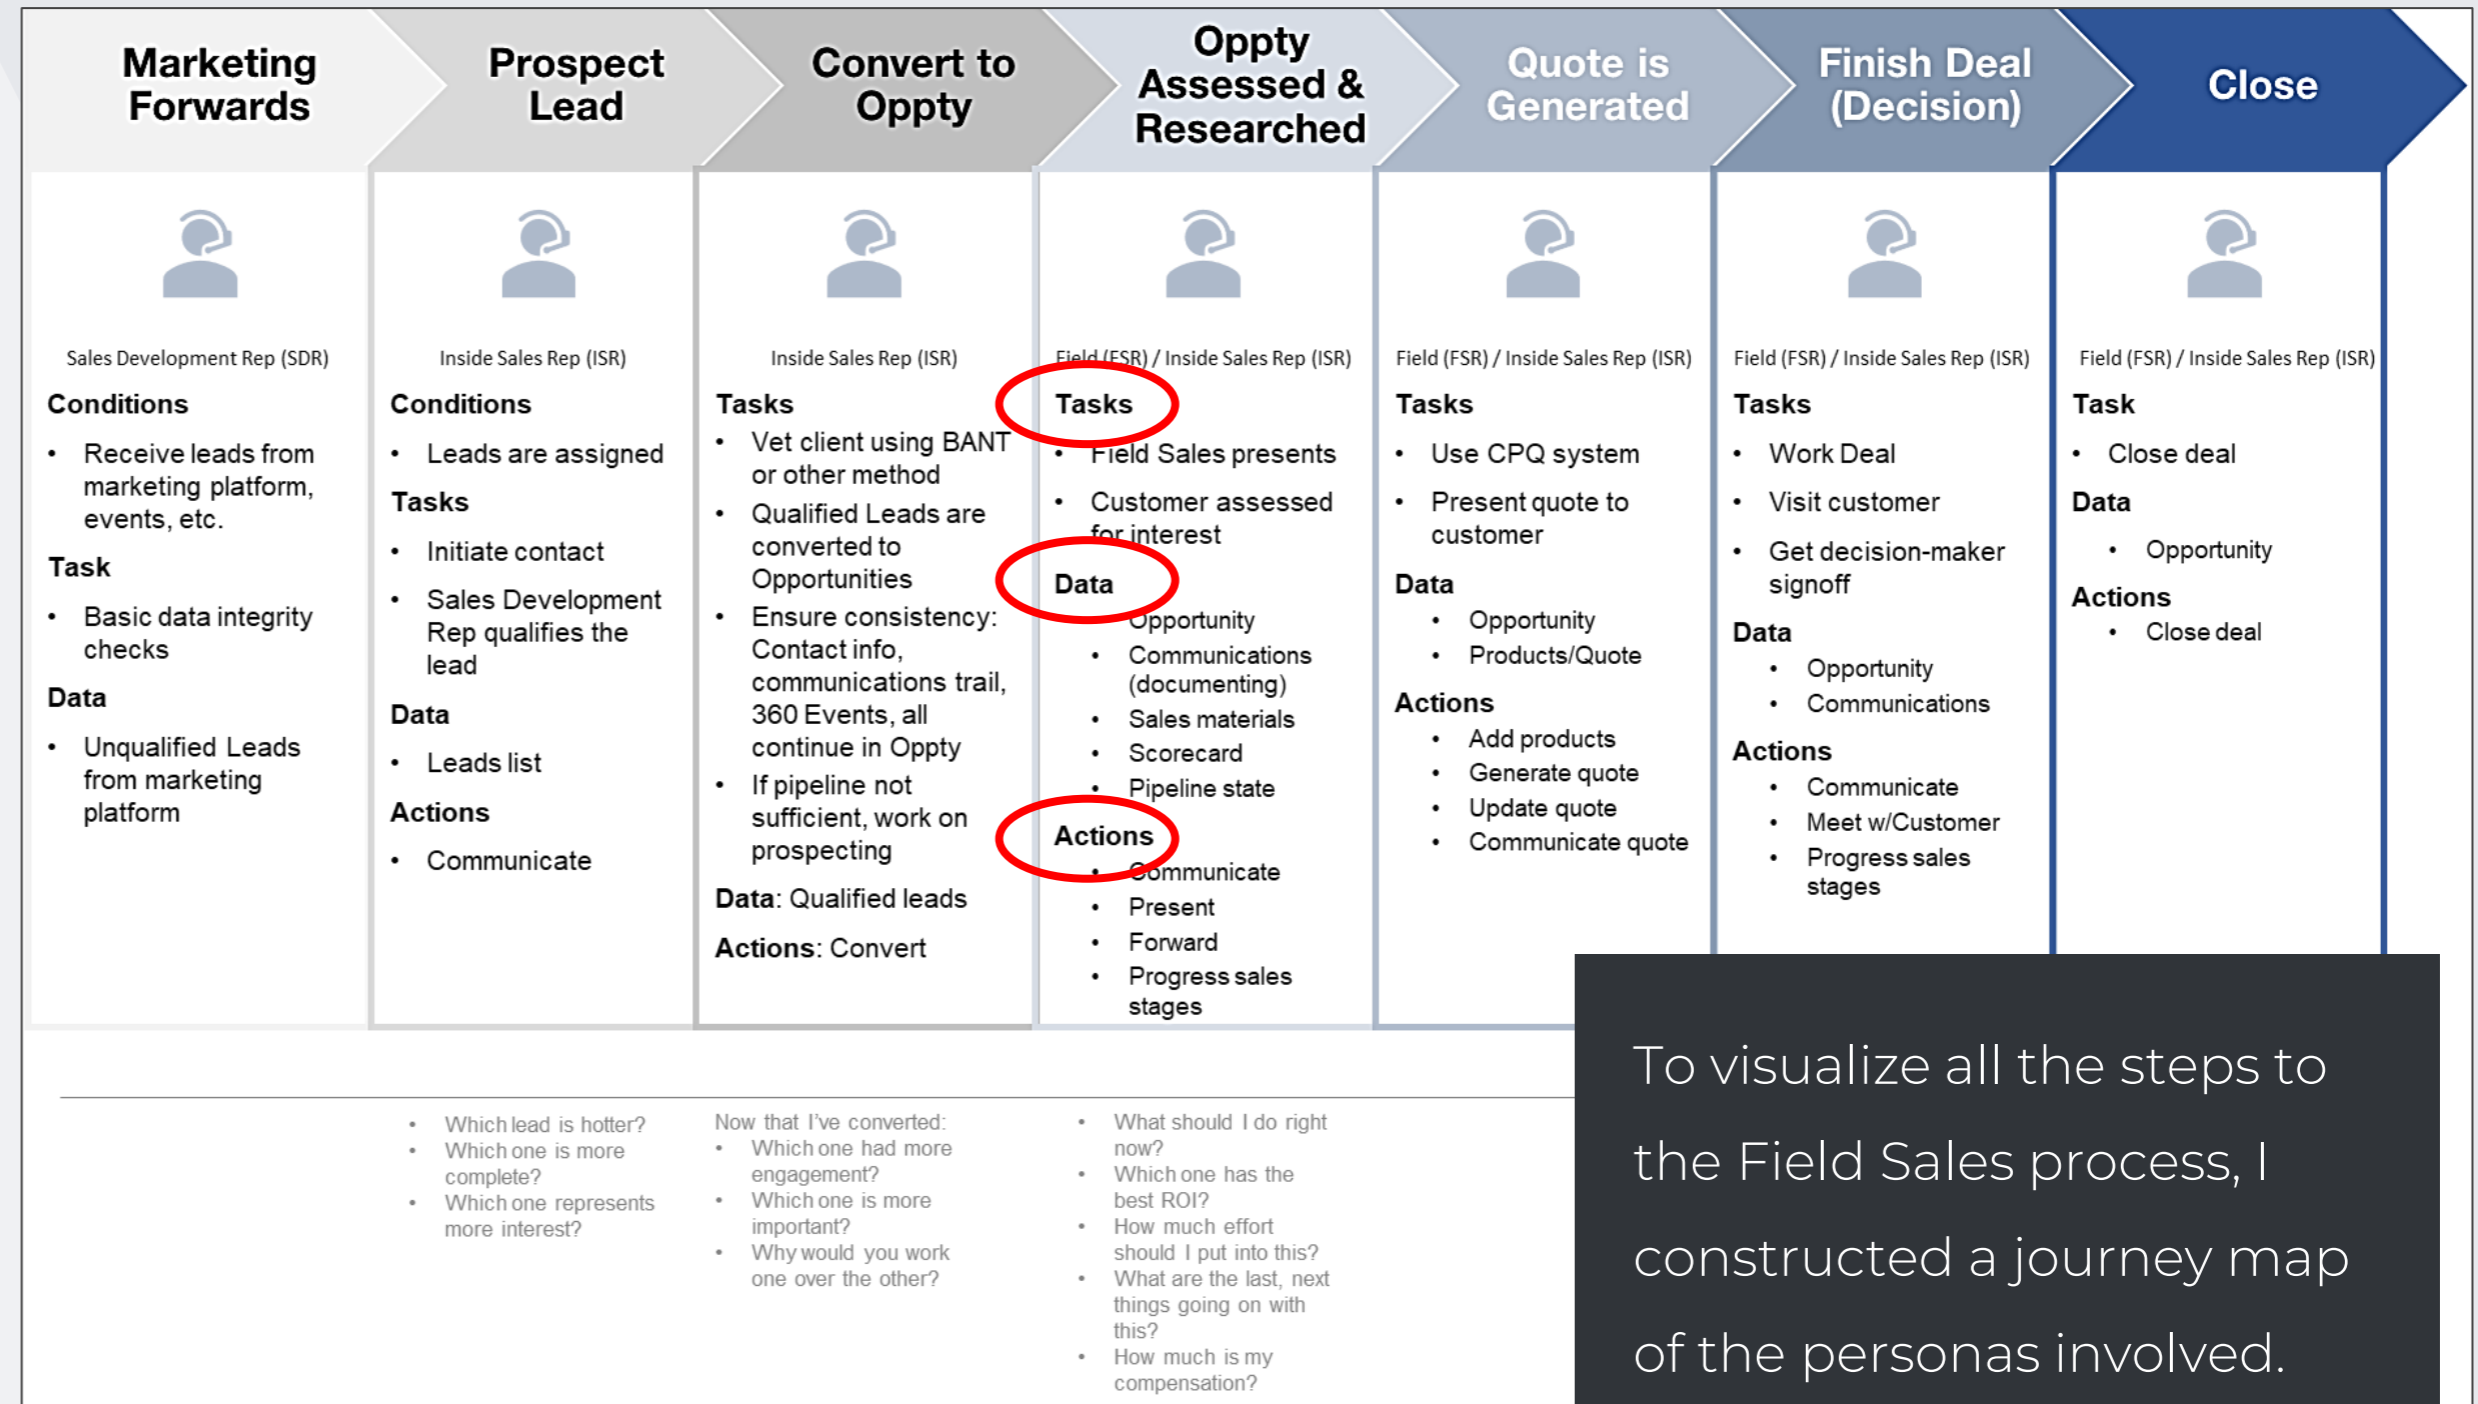 Marketing
Forwards
Prospect
Lead
Convert to
Oppty
Oppty
Assessed &
Researched
Quote is
Generated
Finish Deal
(Decision)
Close
Sales Development Rep (SDR)
Conditions
• Receive leads from
marketing platform,
events, etc.
Task
• Basic data integrity
checks
Data
• Unqualified Leads
from marketing
platform
Inside Sales Rep (ISR)
Conditions
• Leads are assigned
Tasks
• Initiate contact
• Sales Development
Rep qualifies the
lead
Data
• Leads list
Actions
• Communicate
Inside Sales Rep (ISR)
Tasks
• Vet client using BANT
or other method
• Qualified Leads are
converted to
Opportunities
• Ensure consistency:
Contact info,
communications trail,
360 Events, all
continue in Oppty
• If pipeline not
sufficient, work on
prospecting
Data: Qualified leads
Actions: Convert
Field (FSR) / Inside Sales Rep (ISR)
Tasks
• Field Sales presents
• Customer assessed
for interest
Data
Opportunity
• Communications
(documenting)
• Sales materials
• Scorecard
• Pipeline state
Actions
• Communicate
• Present
• Forward
• Progress sales
stages
Field (FSR) / Inside Sales Rep (ISR)
Tasks
• Use CPQ system
• Present quote to
customer
Data
• Opportunity
• Products/Quote
Actions
• Add products
• Generate quote
• Update quote
• Communicate quote
Field (FSR) / Inside Sales Rep (ISR)
Tasks
• Work Deal
• Visit customer
• Get decision-maker
signoff
Data
• Opportunity
• Communications
Actions
• Communicate
• Meet w/Customer
• Progress sales
stages
Field (FSR) / Inside Sales Rep (ISR)
Task
• Close deal
Data
• Opportunity
Actions
• Close deal
• Which lead is hotter?
• Which one is more
complete?
• Which one represents
more interest?
Now that I've converted:
• Which one had more
engagement?
• Which one is more
important?
• Why would you work
one over the other?
• What should I do right
now?
• Which one has the
best ROI?
• How much effort
should I put into this?
• What are the last, next
things going on with
this?
• How much is my
compensation?
To visualize all the steps to
the Field Sales process, I
constructed a journey map
of the personas involved.